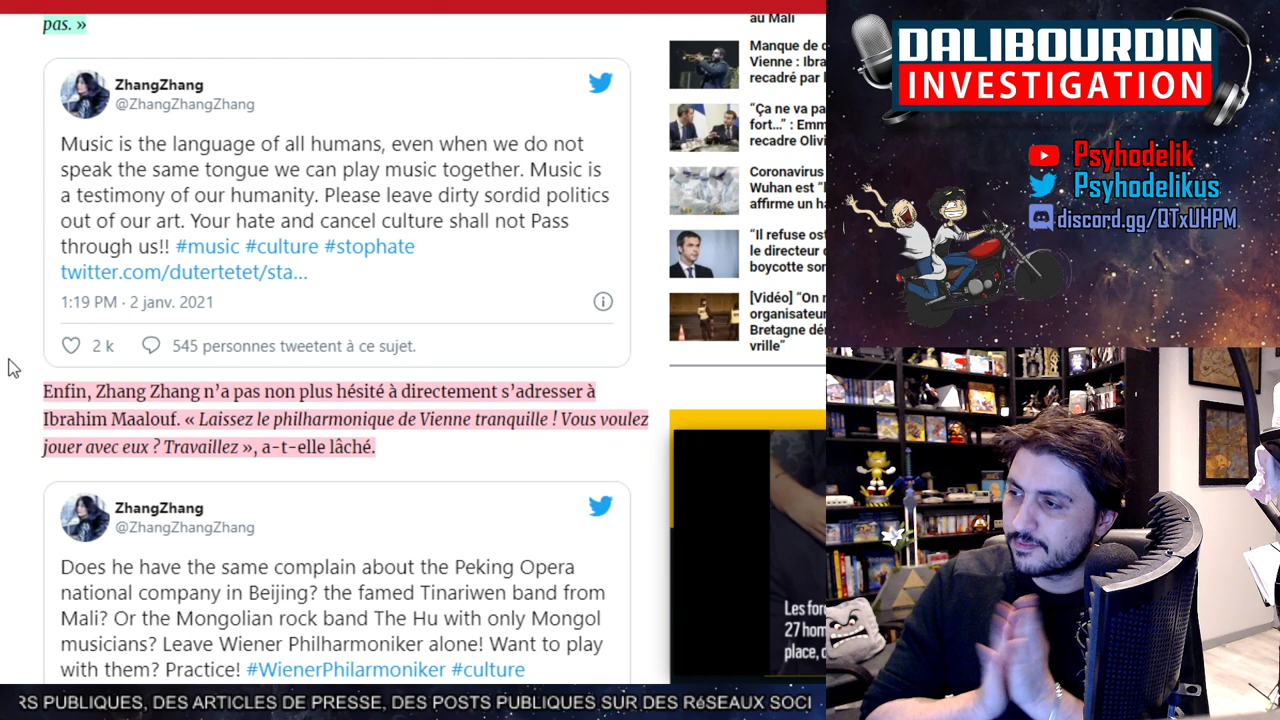 pas. »
ZhangZhang
@ZhangZhangZhang
Music is the language of all humans, even when we do not
speak the same tongue we can play music together. Music is
a testimony of our humanity. Please leave dirty sordid politics
out of our art. Your hate and cancel culture shall not Pass
through us!! #music #culture #stophate
twitter.com/dutertetet/sta...
1:19 PM · 2 janv. 2021
2 k
545 personnes tweetent à ce sujet.
Enfin, Zhang Zhang n’a pas non plus hésité à directement s’adresser à
Ibrahim Maalouf. « Laissez le philharmonique de Vienne tranquille ! Vous voulez
jouer avec eux ? Travaillez », a-t-elle lâché.
ZhangZhang
@ZhangZhangZhang
Does he have the same complain about the Peking Opera
national company in Beijing? the famed Tinariwen band from
Mali? Or the Mongolian rock band The Hu with only Mongol
musicians? Leave Wiener Philharmoniker alone! Want to play
with them? Practice! #WienerPhilarmoniker #culture
au Mali
Manque de d
Vienne : Ibra
recadré par l
“Ça ne va pa
fort…” : Emm
recadre Olivi
Coronavirus
Wuhan est “l
affirme un h
“Il refuse ost
le directeur d
boycotte son
[Vidéo] “On n
organisateur
Bretagne dé
vrille”
Les for
27 hom
place, d
DALIBOURDIN
INVESTIGATION
Psyhodelik
Psyhodelikus
discord.gg/QTxUHPM
RS PUBLIQUES, DES ARTICLES DE PRESSE, DES POSTS PUBLIQUES SUR DES RéSEAUX SOCI